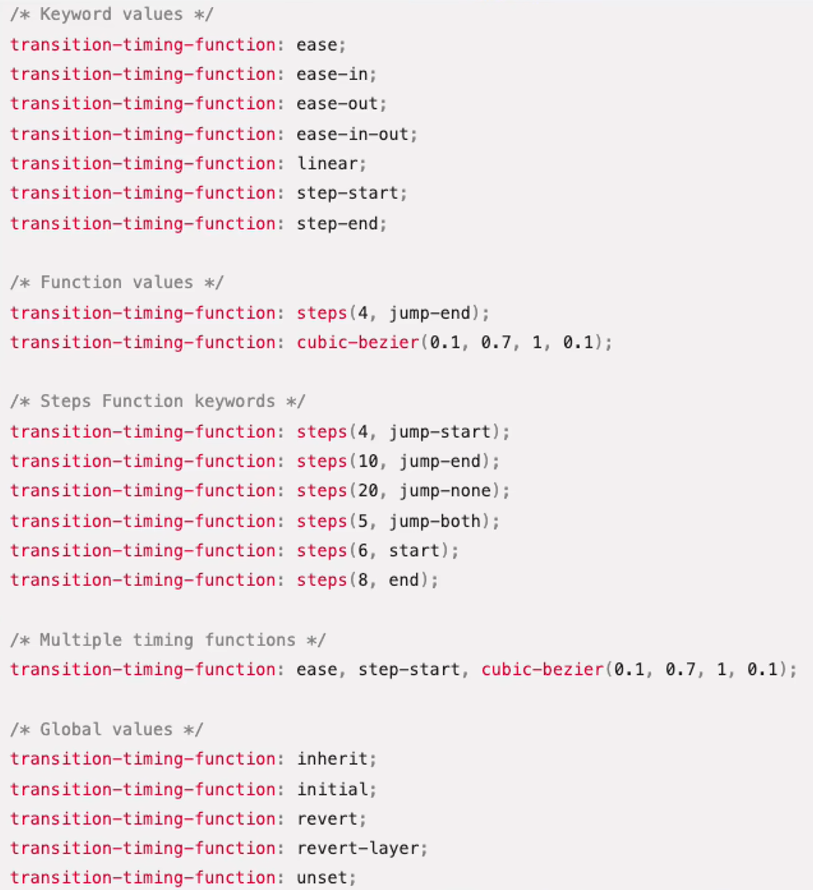 /* Keyword values */
transition-timing-function: ease;
transition-timing-function: ease-in;
transition-timing-function: ease-out;
transition-timing-function: ease-in-out;
transition-timing-function: linear;
transition-timing-function: step-start;
transition-timing-function: step-end;
/* Function values */
transition-timing-function: steps(4, jump-end);
transition-timing-function: cubic-bezier(0.1, 0.7, 1, 0.1);
/* Steps Function keywords */
transition-timing-function: steps(4, jump-start);
transition-timing-function: steps(10, jump-end);
transition-timing-function: steps(20, jump-none);
transition-timing-function: steps(5, jump-both);
transition-timing-function: steps(6, start);
transition-timing-function: steps(8, end);
/* Multiple timing functions */
transition-timing-function: ease, step-start, cubic-bezier(0.1, 0.7, 1, 0.1);
/* Global values */
transition-timing-function: inherit;
transition-timing-function: initial;
transition-timing-function: revert;
transition-timing-function: revert-layer;
transition-timing-function: unset;